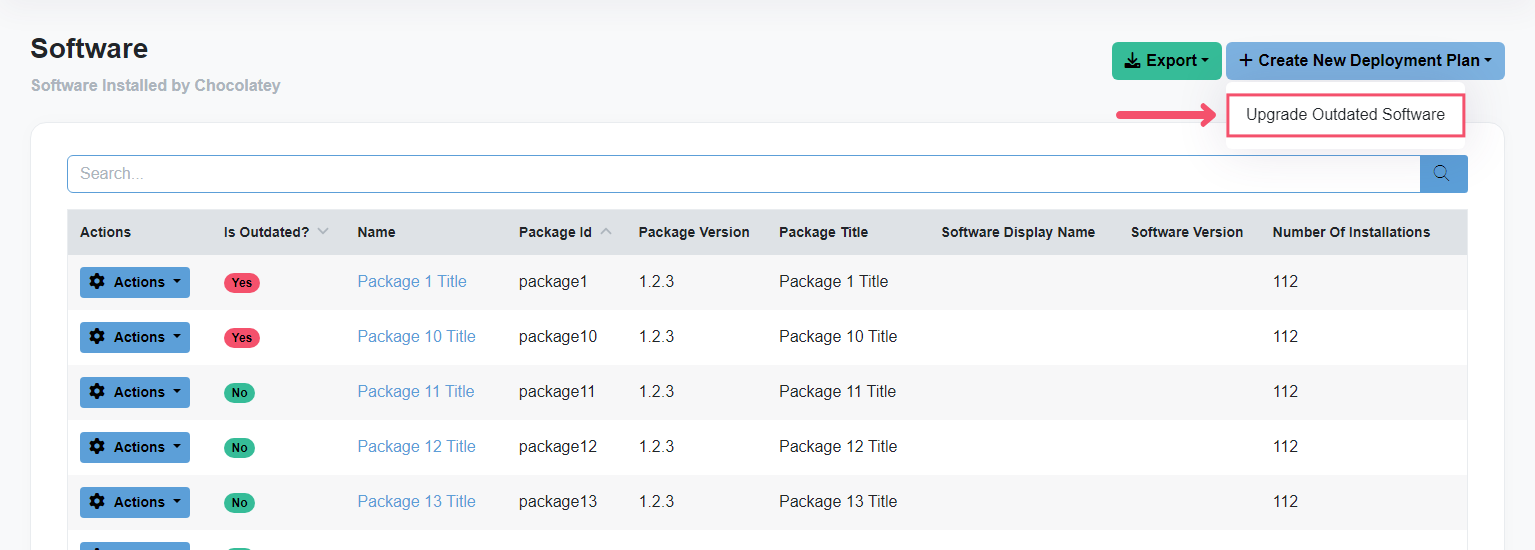 Software
Software Installed by Chocolatey
Export
Create New Deployment Plan
Upgrade Outdated Software
Search...
Actions Is Outdated? Name Package Id Package Version Package Title Software Display Name Software Version Number Of Installations
Actions Yes Package 1 Title package1 1.2.3 Package 1 Title 112
Actions Yes Package 10 Title package10 1.2.3 Package 10 Title 112
Actions No Package 11 Title package11 1.2.3 Package 11 Title 112
Actions No Package 12 Title package12 1.2.3 Package 12 Title 112
Actions No Package 13 Title package13 1.2.3 Package 13 Title 112